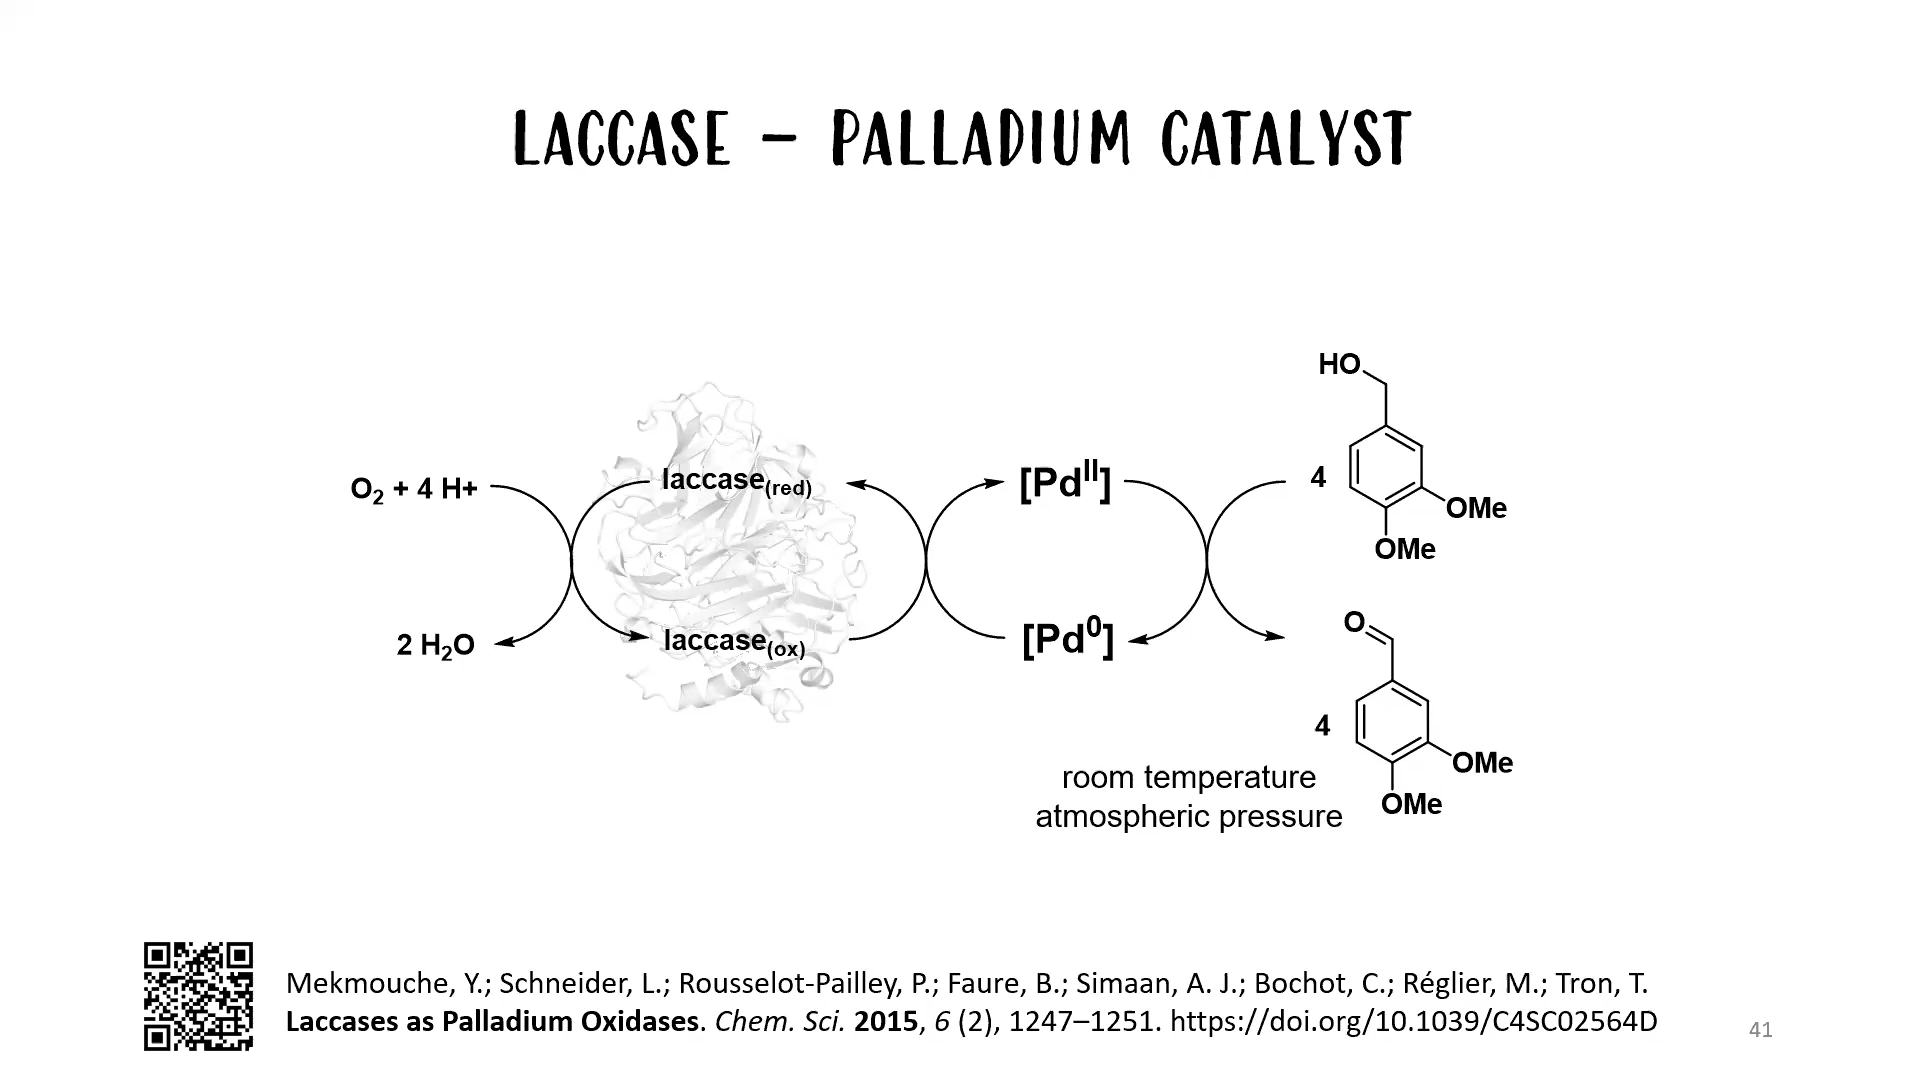 LACCASE – PALLADIUM CATALYST
HO
O₂ + 4 H+
laccase(red)
[Pdᴵᴵ]
4
OMe
OMe
2 H₂O
laccase(ox)
[Pd⁰]
O
4
OMe
OMe
room temperature
atmospheric pressure
Mekmouche, Y.; Schneider, L.; Rousselot-Pailley, P.; Faure, B.; Simaan, A. J.; Bochot, C.; Réglier, M.; Tron, T.
Laccases as Palladium Oxidases. Chem. Sci. 2015, 6 (2), 1247–1251. https://doi.org/10.1039/C4SC02564D
41